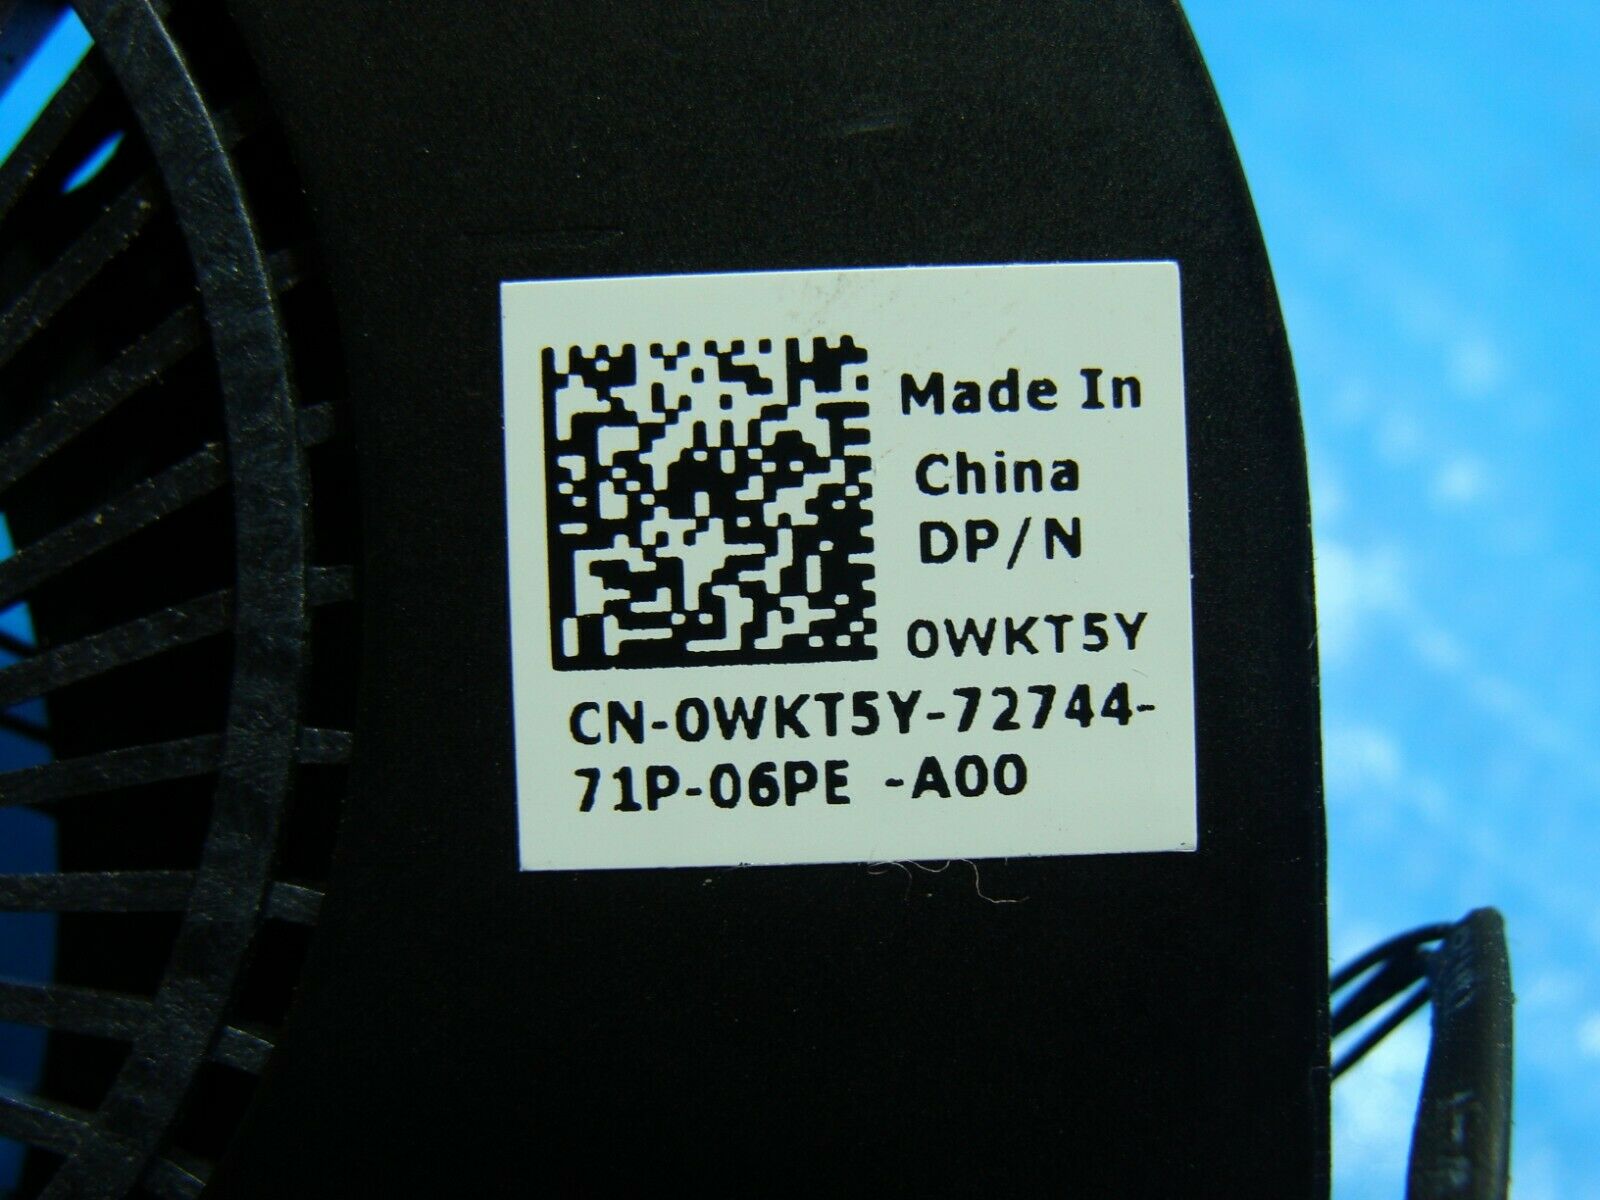 Made In
China
DP/N
0WKT5Y
CN-0WKT5Y-72744-
71P-06PE -A00